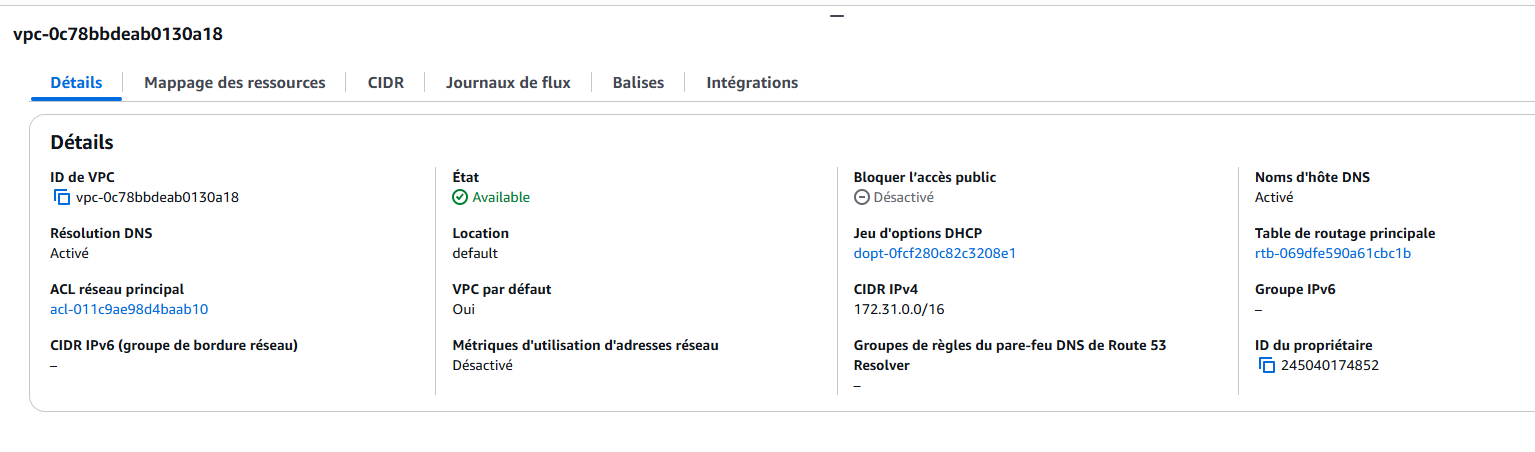 vpc-0c78bbdeab0130a18
Détails
Mappage des ressources
CIDR
Journaux de flux
Balises
Intégrations
Détails
ID de VPC
vpc-0c78bbdeab0130a18
État
Available
Bloquer l’accès public
Désactivé
Noms d'hôte DNS
Activé
Résolution DNS
Activé
Location
default
Jeu d'options DHCP
dopt-0fcf280c82c3208e1
Table de routage principale
rtb-069dfe590a61cbc1b
ACL réseau principal
acl-011c9ae98d4baab10
VPC par défaut
Oui
CIDR IPv4
172.31.0.0/16
Groupe IPv6
–
CIDR IPv6 (groupe de bordure réseau)
–
Métriques d'utilisation d'adresses réseau
Désactivé
Groupes de règles du pare-feu DNS de Route 53
Resolver
–
ID du propriétaire
245040174852